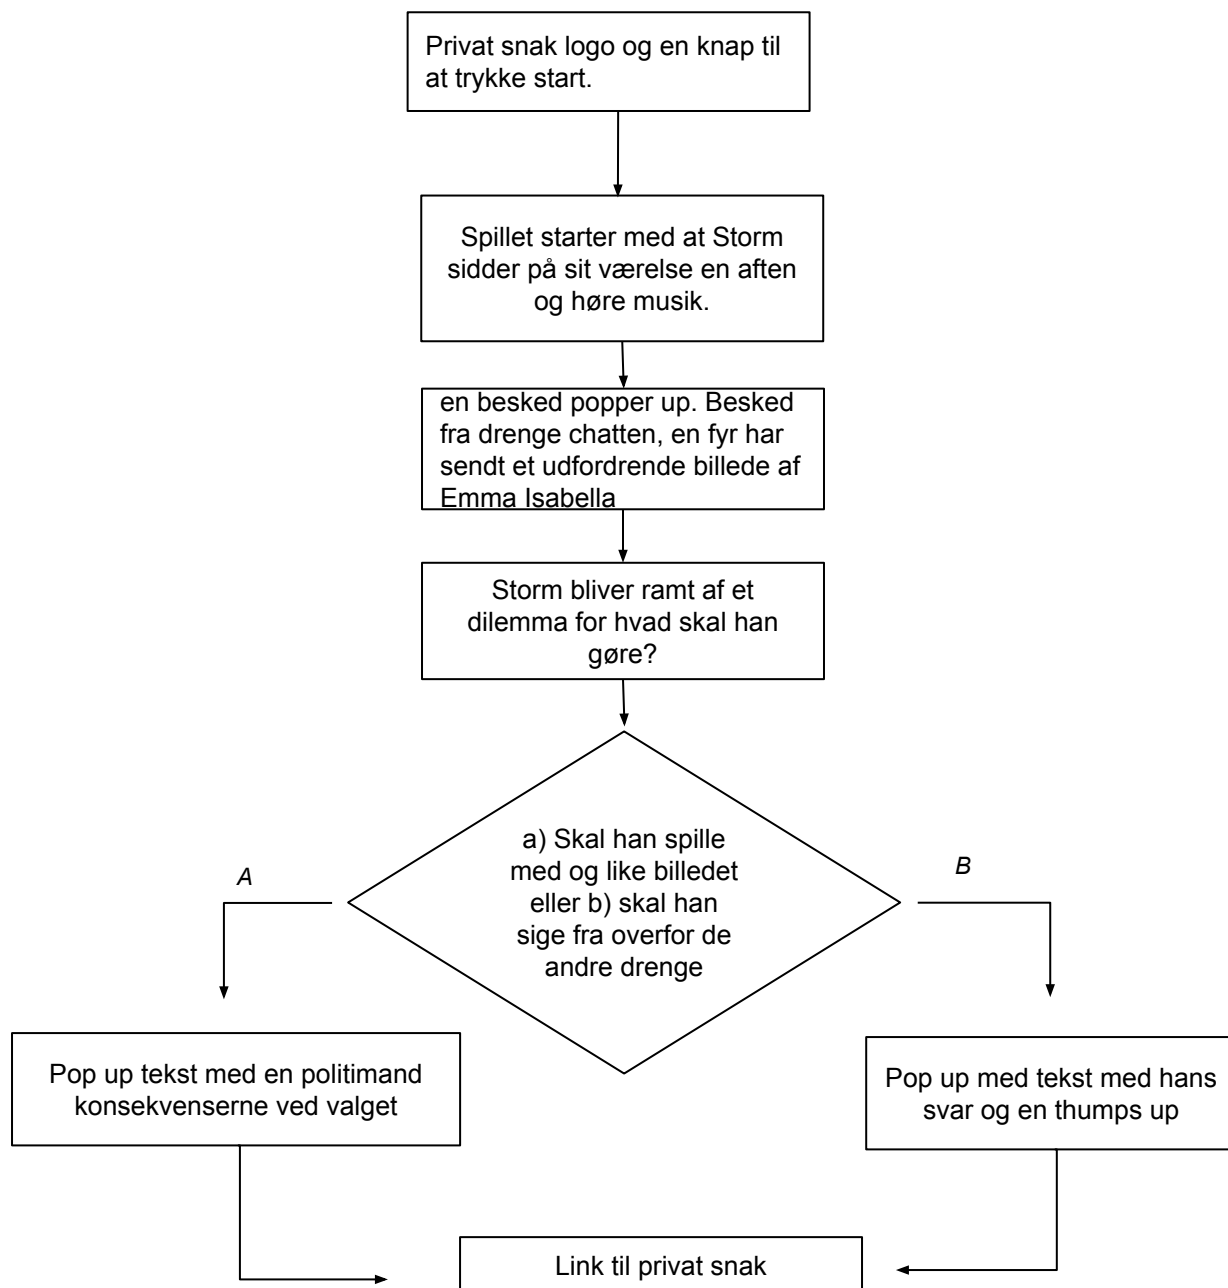 Privat snak logo og en knap til
at trykke start.
Spillet starter med at Storm
sidder på sit værelse en aften
og høre musik.
en besked popper up. Besked
fra drenge chatten, en fyr har
sendt et udfordrende billede af
Emma Isabella
Storm bliver ramt af et
dilemma for hvad skal han
gøre?
a) Skal han spille
med og like billedet
eller b) skal han
sige fra overfor de
andre drenge
A
B
Pop up tekst med en politimand
konsekvenserne ved valget
Pop up med tekst med hans
svar og en thumps up
Link til privat snak